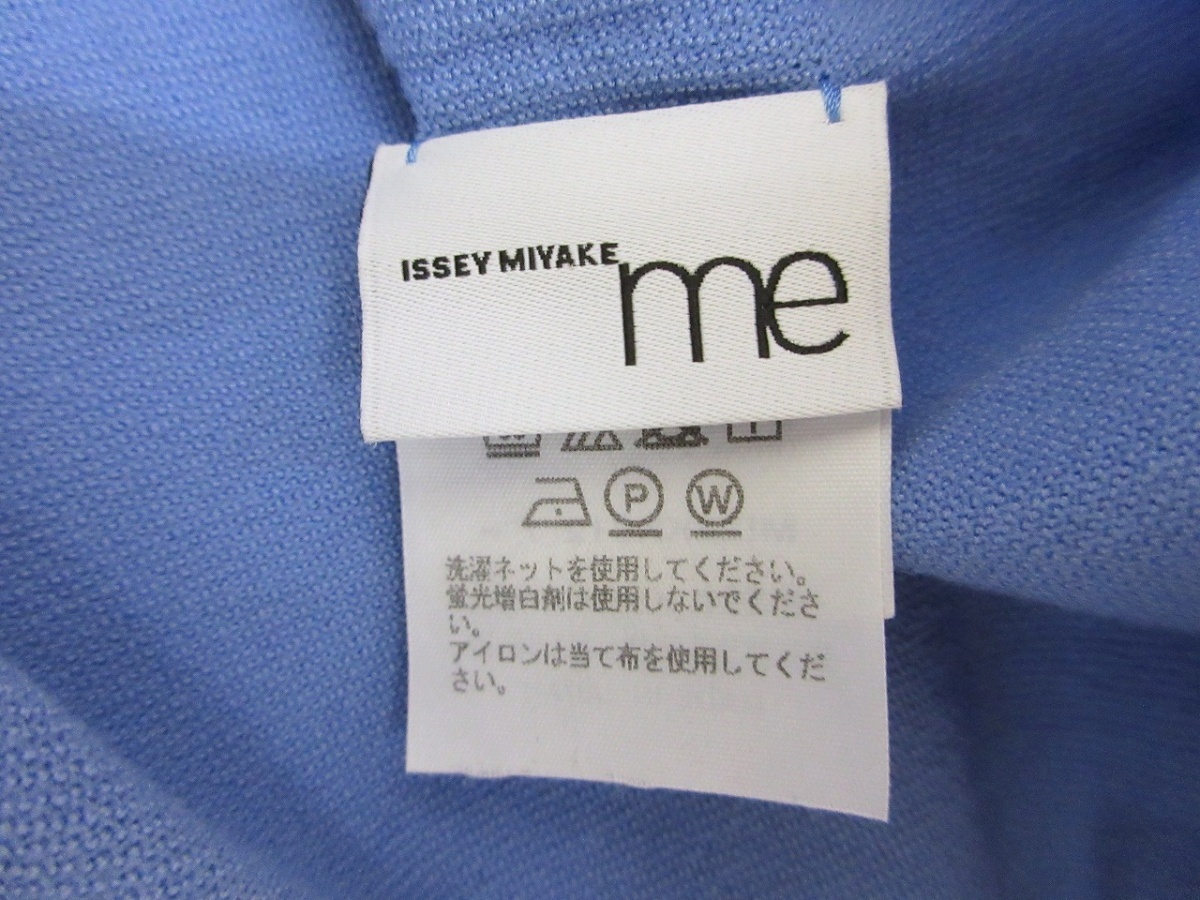 ISSEY MIYAKE me
P W
洗濯ネットを使用してください。
蛍光増白剤は使用しないでくださ
い。
アイロンは当て布を使用してくだ
さい。